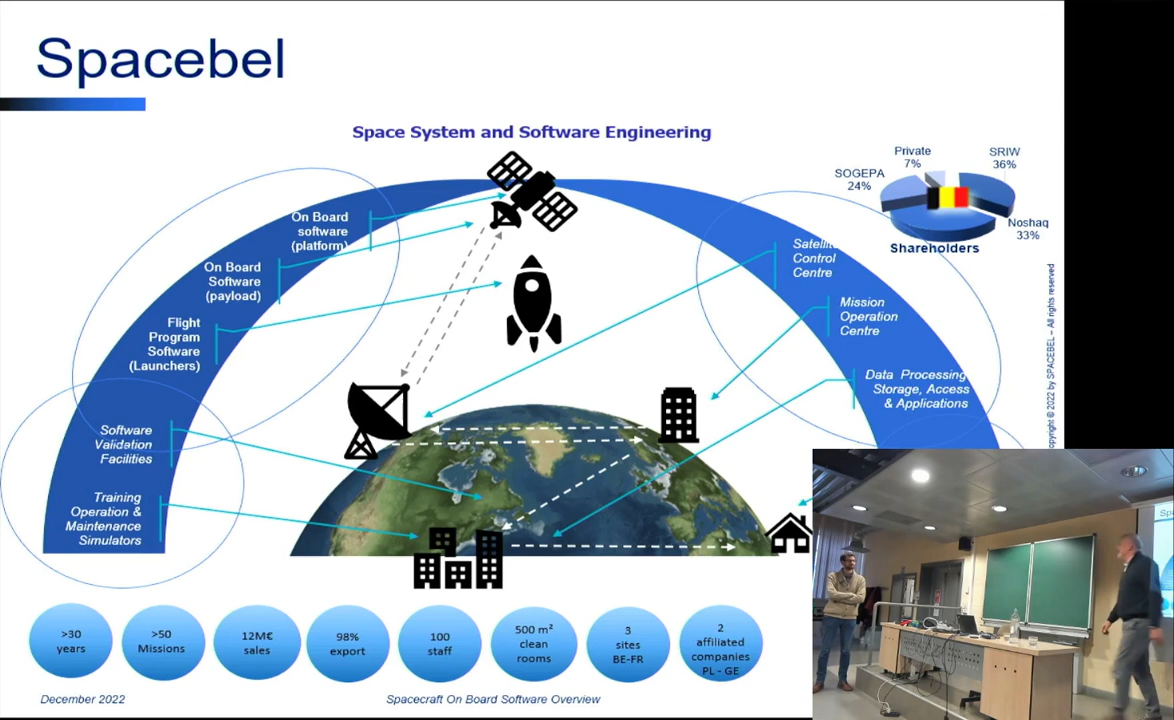 Spacebel
Space System and Software Engineering
Private
7%
SRIW
36%
SOGEPA
24%
Noshaq
33%
Shareholders
On Board
software
(platform)
On Board
Software
(payload)
Flight
Program
Software
(Launchers)
Software
Validation
Facilities
Training
Operation &
Maintenance
Simulators
Satellite
Control
Centre
Mission
Operation
Centre
Data Processing,
Storage, Access
& Applications
opyright © 2022 by SPACEBEL – All rights reserved
>30
years
>50
Missions
12M€
sales
98%
export
100
staff
500 m²
clean
rooms
3
sites
BE-FR
2
affiliated
companies
PL - GE
December 2022
Spacecraft On Board Software Overview